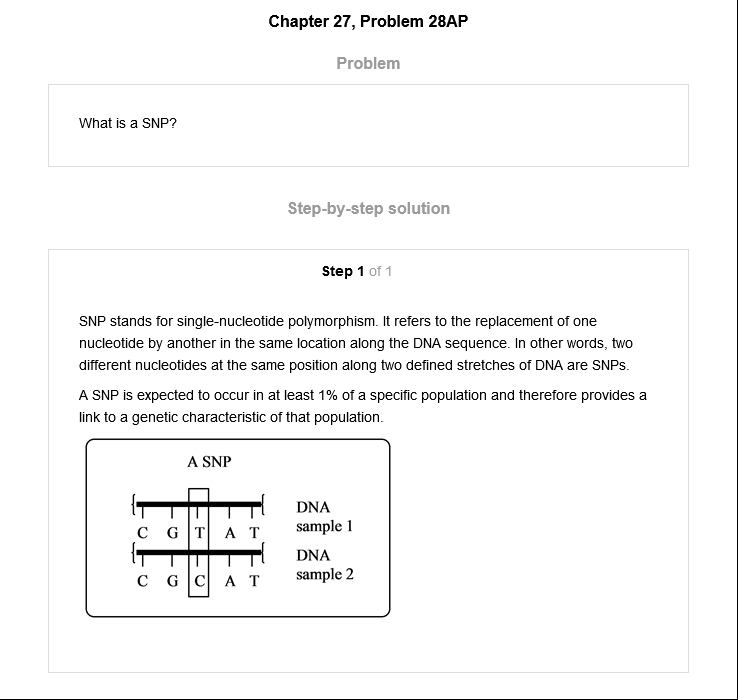 Chapter 27, Problem 28AP
Problem
What is a SNP?
Step-by-step solution
Step 1 of 1
SNP stands for single-nucleotide polymorphism. It refers to the replacement of one
nucleotide by another in the same location along the DNA sequence. In other words, two
different nucleotides at the same position along two defined stretches of DNA are SNPs.
A SNP is expected to occur in at least 1% of a specific population and therefore provides a
link to a genetic characteristic of that population.
A SNP
DNA
C G T A T sample 1
DNA
C G C A T sample 2